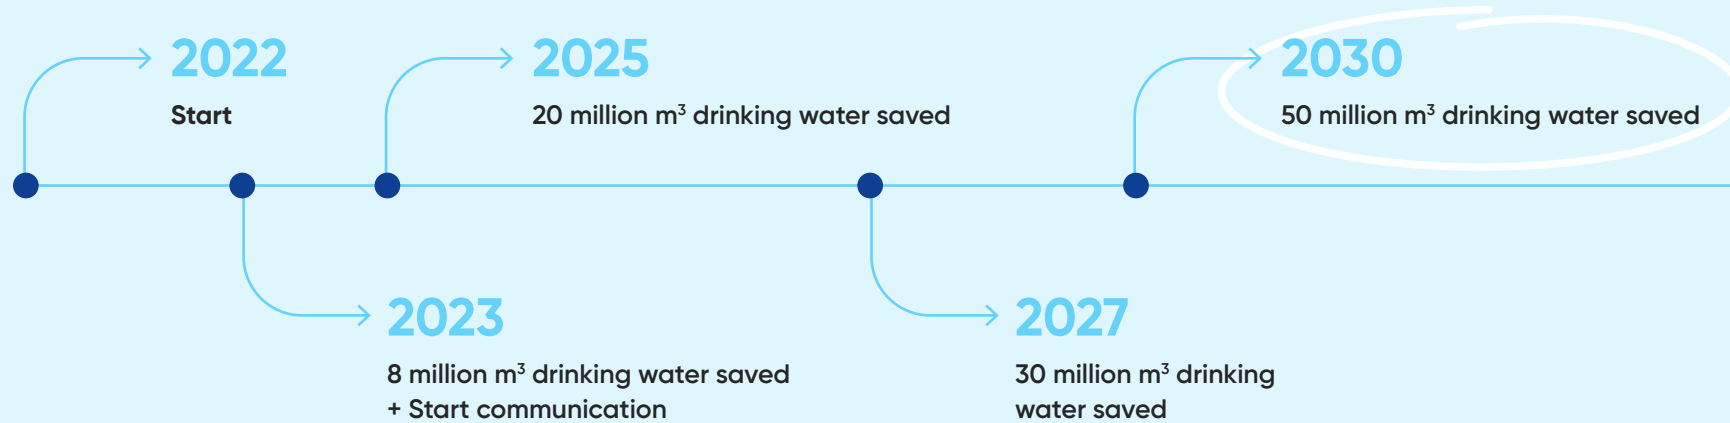 2022
Start
2025
20 million m³ drinking water saved
2030
50 million m³ drinking water saved
2023
8 million m³ drinking water saved
+ Start communication
2027
30 million m³ drinking
water saved